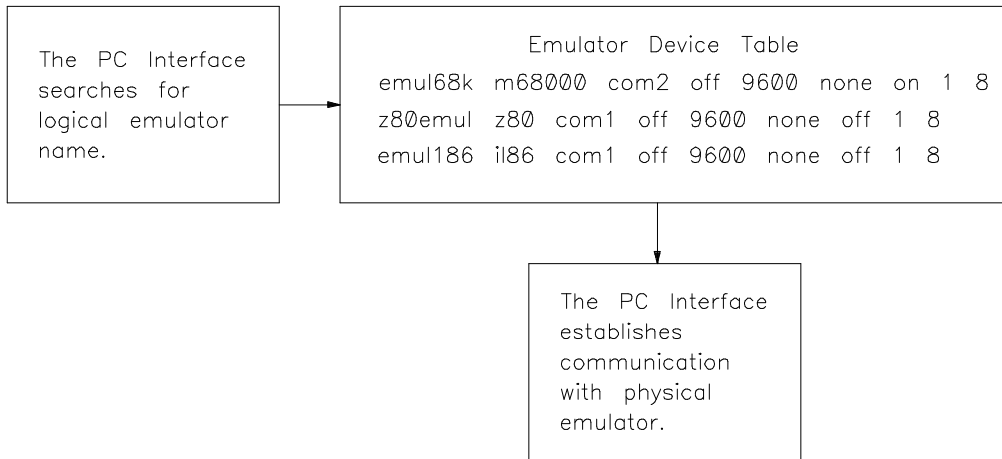 The PC Interface
searches for
logical emulator
name.
Emulator Device Table
emul68k m68000 com2 off 9600 none on 1 8
z80emul z80 com1 off 9600 none off 1 8
emul186 il86 com1 off 9600 none off 1 8
The PC Interface
establishes
communication
with physical
emulator.